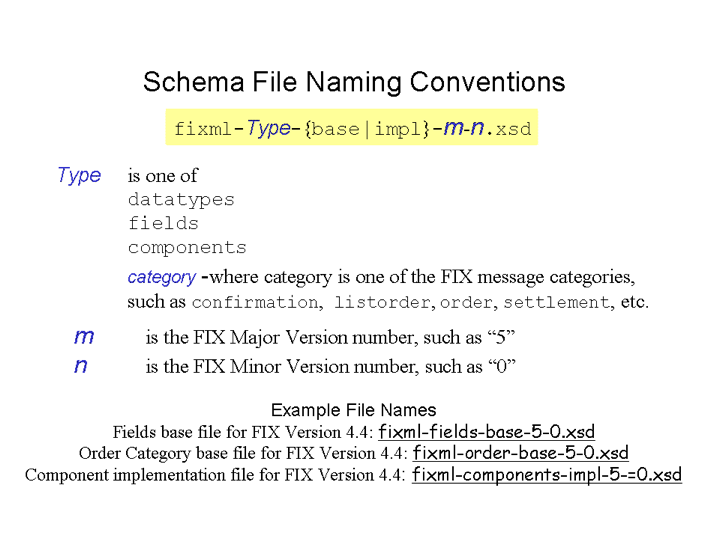 Schema File Naming Conventions
fixml-Type-{base|impl}-m-n.xsd
Type is one of
datatypes
fields
components
category -where category is one of the FIX message categories,
such as confirmation, listorder, order, settlement, etc.
m is the FIX Major Version number, such as “5”
n is the FIX Minor Version number, such as “0”
Example File Names
Fields base file for FIX Version 4.4: fixml-fields-base-5-0.xsd
Order Category base file for FIX Version 4.4: fixml-order-base-5-0.xsd
Component implementation file for FIX Version 4.4: fixml-components-impl-5-=0.xsd